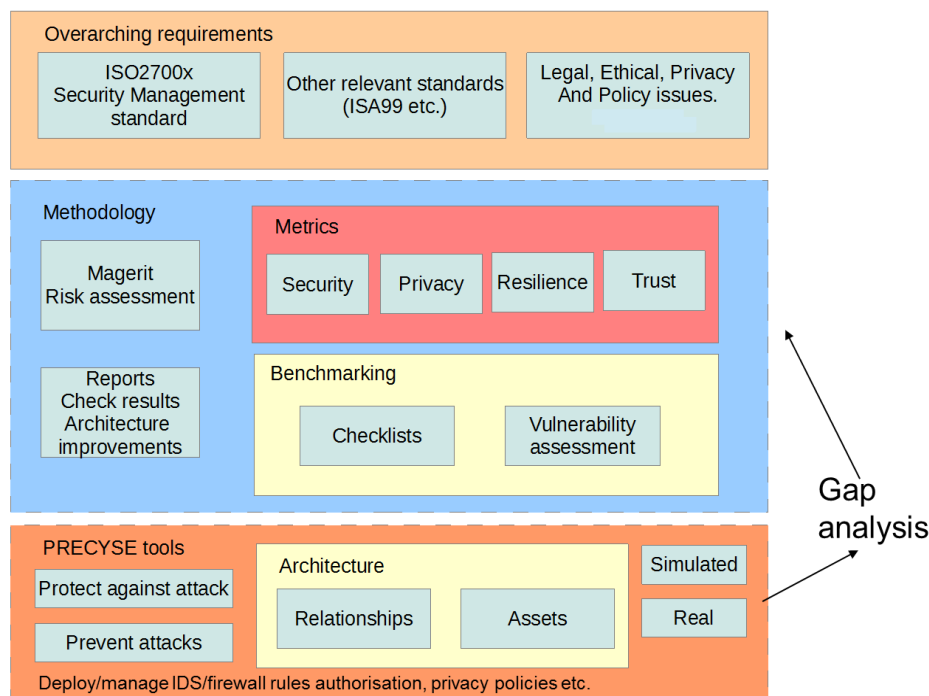 Overarching requirements
ISO2700x
Security Management
standard
Other relevant standards
(ISA99 etc.)
Legal, Ethical, Privacy
And Policy issues.
Methodology
Magerit
Risk assessment
Reports
Check results
Architecture
improvements
Metrics
Security
Privacy
Resilience
Trust
Benchmarking
Checklists
Vulnerability
assessment
Gap
analysis
PRECYSE tools
Protect against attack
Prevent attacks
Architecture
Relationships
Assets
Simulated
Real
Deploy/manage IDS/firewall rules authorisation, privacy policies etc.